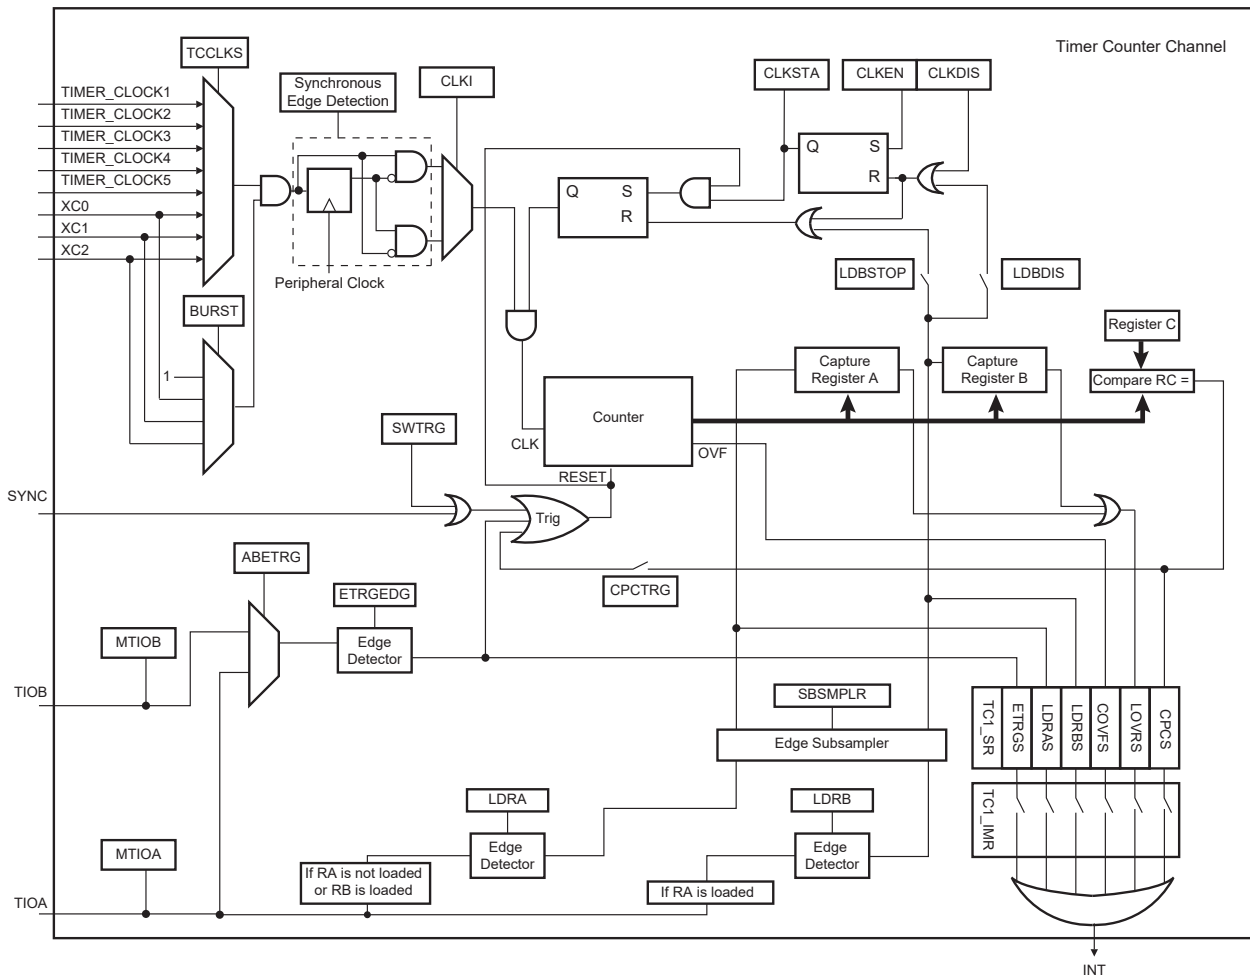 Timer Counter Channel
TCCLKS
Synchronous
Edge Detection
CLKI
CLKSTA
CLKEN
CLKDIS
TIMER_CLOCK1
TIMER_CLOCK2
TIMER_CLOCK3
TIMER_CLOCK4
TIMER_CLOCK5
XC0
XC1
XC2
Q
S
R
Q
S
R
Peripheral Clock
LDBSTOP
LDBDIS
BURST
1
Register C
Capture
Register A
Capture
Register B
Compare RC =
Counter
SWTRG
CLK
OVF
RESET
SYNC
Trig
ABETRG
ETRGEDG
CPCTRG
MTIOB
Edge
Detector
TIOB
SBSMPLR
Edge Subsampler
TC1_SR
ETRGS
LDRAS
LDRBS
COVFS
LOVRS
CPCS
TC1_IMR
LDRA
LDRB
Edge
Detector
Edge
Detector
MTIOA
If RA is not loaded
or RB is loaded
If RA is loaded
TIOA
INT